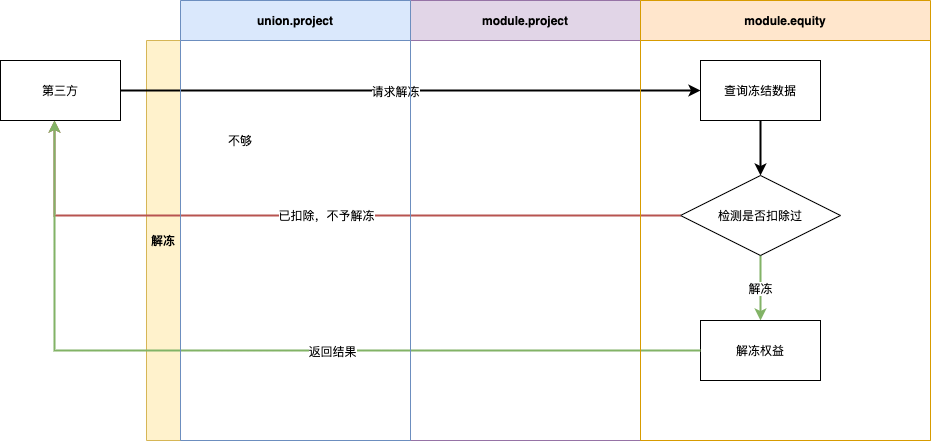 union.project
module.project
module.equity
第三方
请求解冻
查询冻结数据
不够
已扣除，不予解冻
检测是否扣除过
解冻
解冻
返回结果
解冻权益